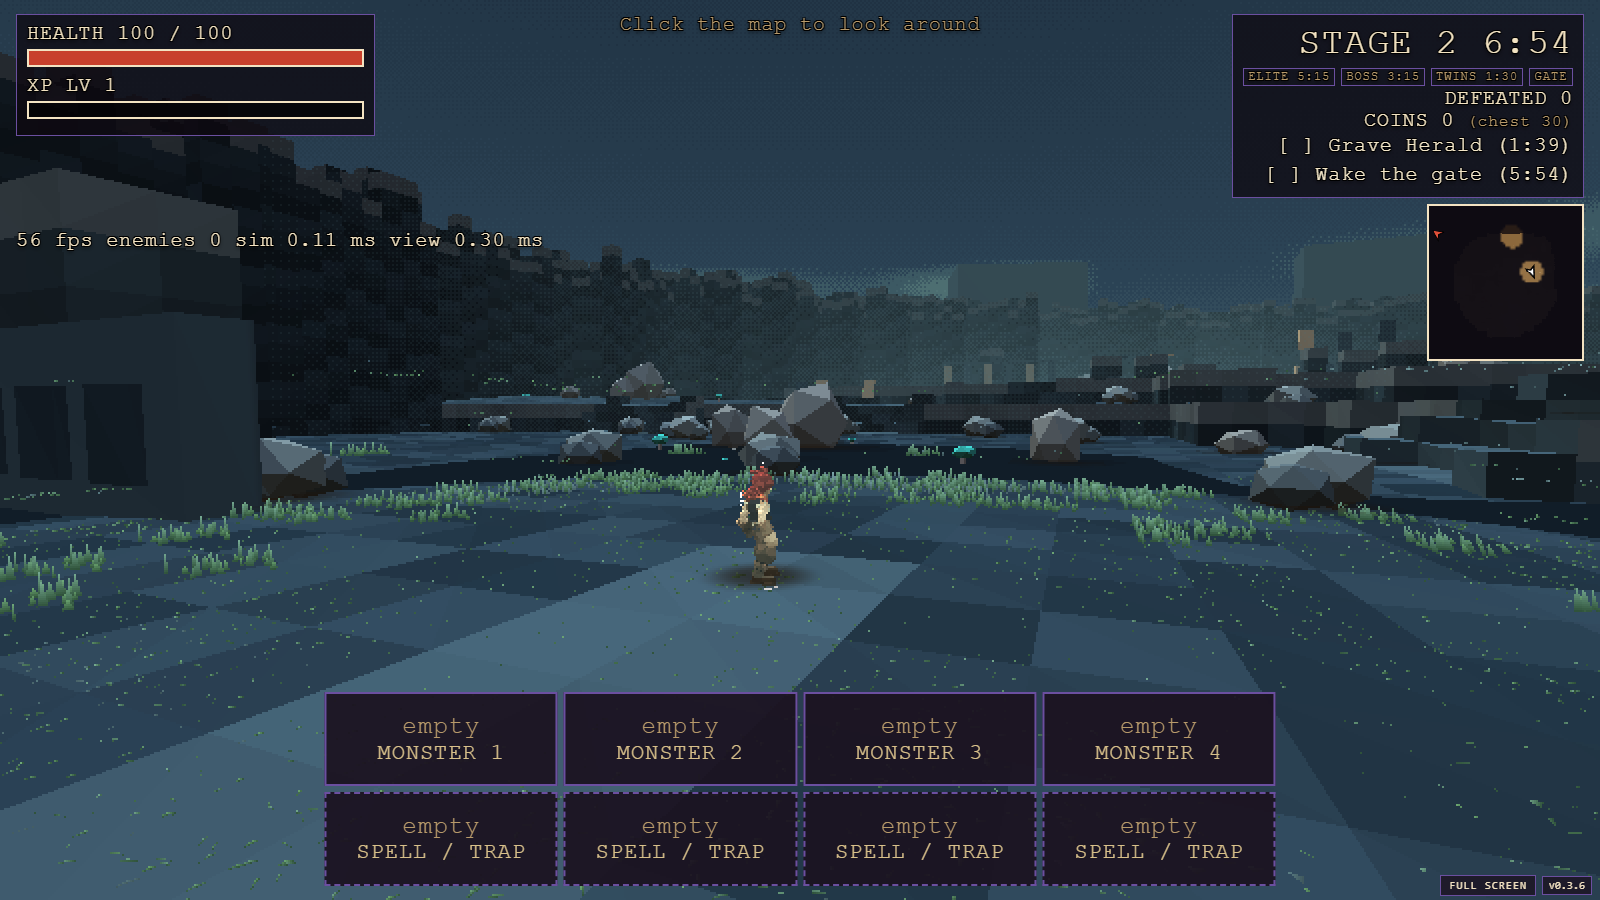 HEALTH 100 / 100
XP LV 1
Click the map to look around
STAGE 2 6:54
ELITE 5:15 BOSS 3:15 TWINS 1:30 GATE
DEFEATED 0
COINS 0 (chest 30)
[ ] Grave Herald (1:39)
[ ] Wake the gate (5:54)
56 fps enemies 0 sim 0.11 ms view 0.30 ms
empty
MONSTER 1
empty
MONSTER 2
empty
MONSTER 3
empty
MONSTER 4
empty
SPELL / TRAP
empty
SPELL / TRAP
empty
SPELL / TRAP
empty
SPELL / TRAP
FULL SCREEN
v0.3.6